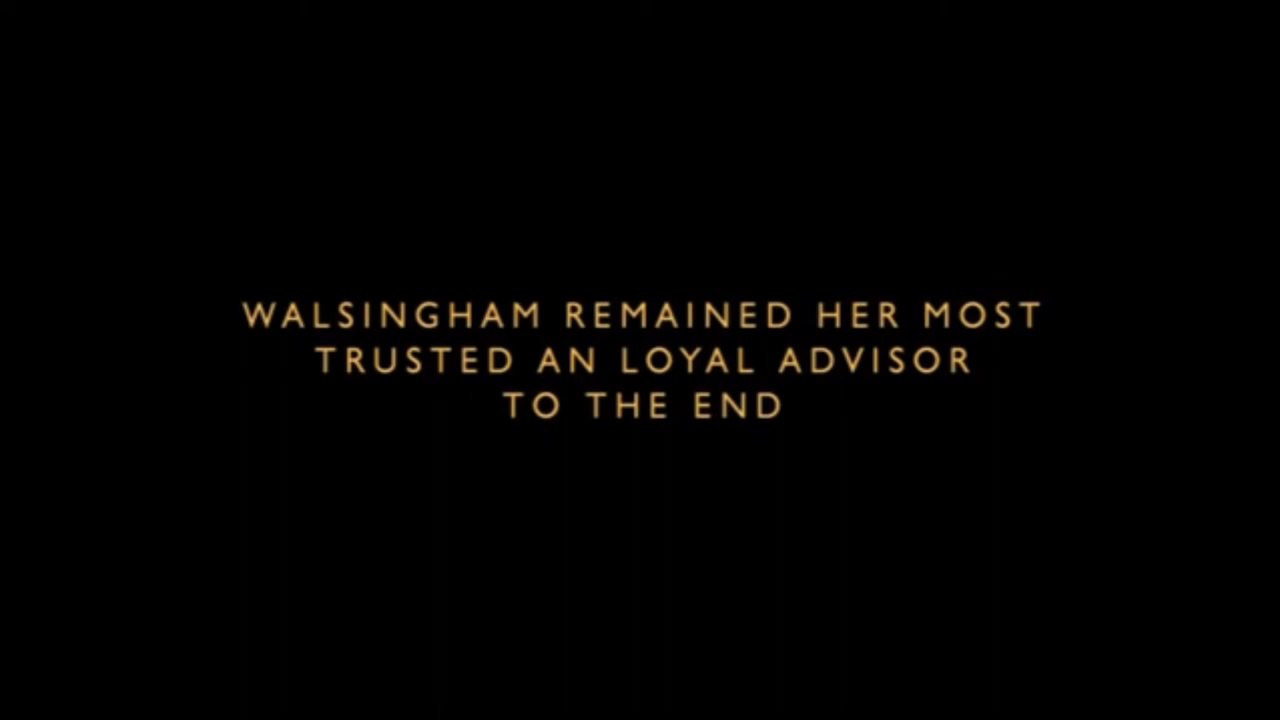 WALSINGHAM REMAINED HER MOST
TRUSTED AN LOYAL ADVISOR
TO THE END